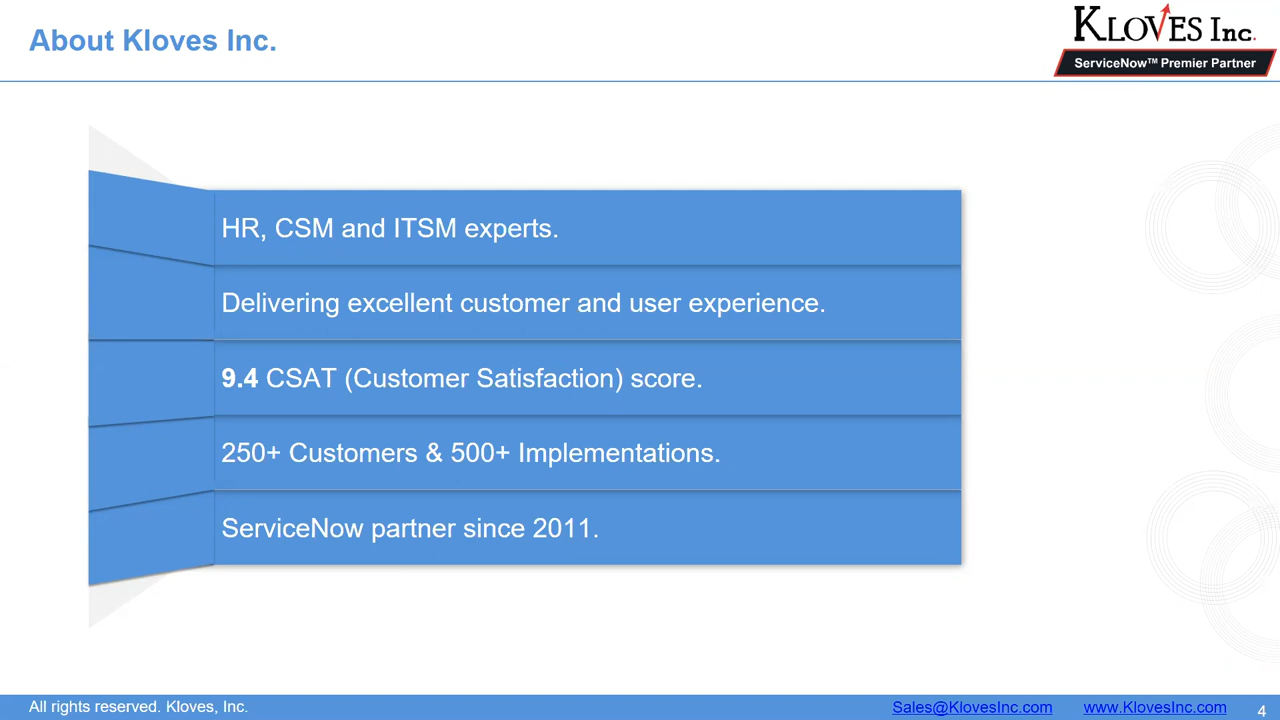 About Kloves Inc.
KLOVES INC.
ServiceNow™ Premier Partner
HR, CSM and ITSM experts.
Delivering excellent customer and user experience.
9.4 CSAT (Customer Satisfaction) score.
250+ Customers & 500+ Implementations.
ServiceNow partner since 2011.
All rights reserved. Kloves, Inc.
Sales@KlovesInc.com
www.KlovesInc.com
4